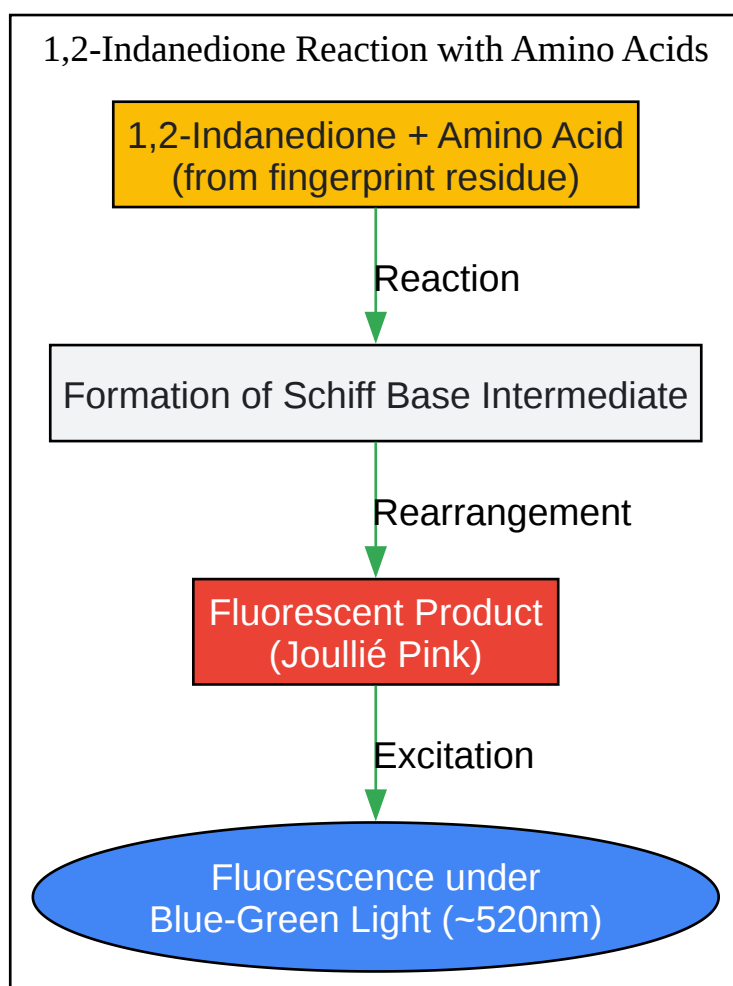 1,2-Indanedione Reaction with Amino Acids
1,2-Indanedione + Amino Acid
(from fingerprint residue)
Reaction
Formation of Schiff Base Intermediate
Rearrangement
Fluorescent Product
(Joullié Pink)
Excitation
Fluorescence under
Blue-Green Light (~520nm)